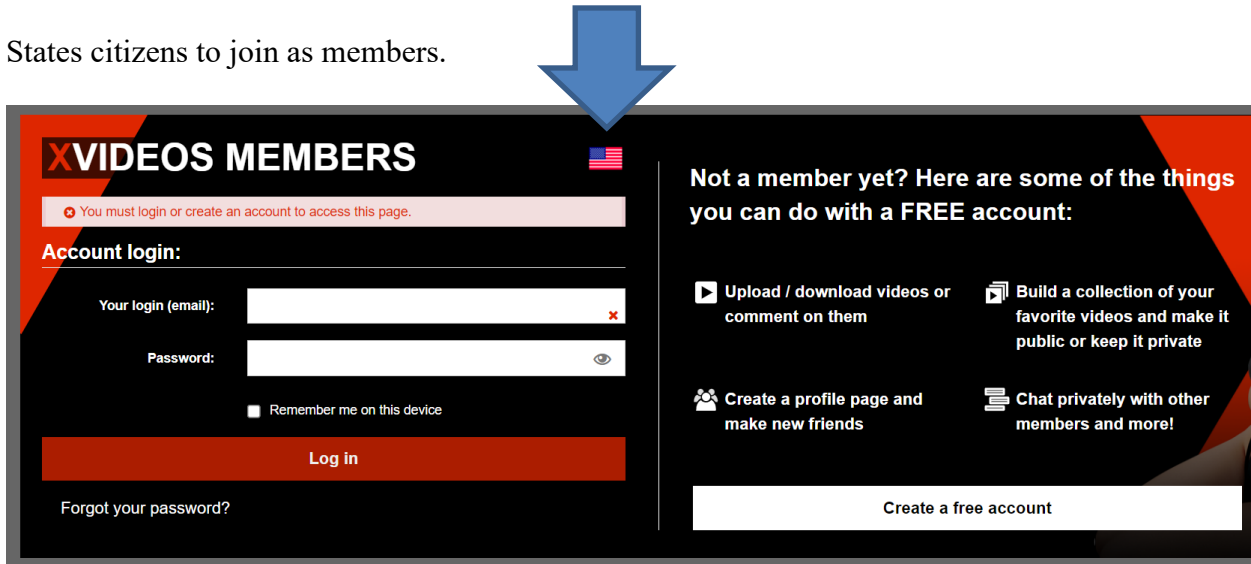 States citizens to join as members.
XVIDEOS MEMBERS
You must login or create an account to access this page.
Account login:
Your login (email):
Password:
Remember me on this device
Log in
Forgot your password?
Not a member yet? Here are some of the things
you can do with a FREE account:
Upload / download videos or
comment on them
Build a collection of your
favorite videos and make it
public or keep it private
Create a profile page and
make new friends
Chat privately with other
members and more!
Create a free account